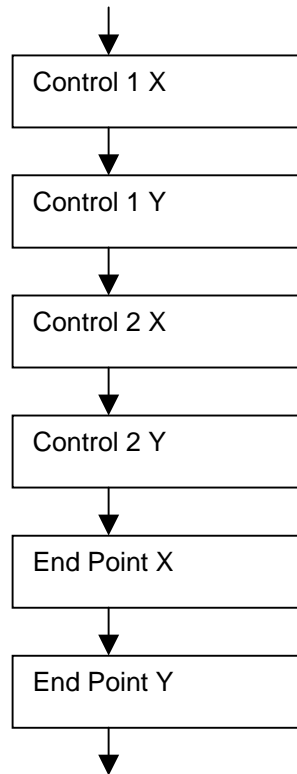 Control 1 X
Control 1 Y
Control 2 X
Control 2 Y
End Point X
End Point Y